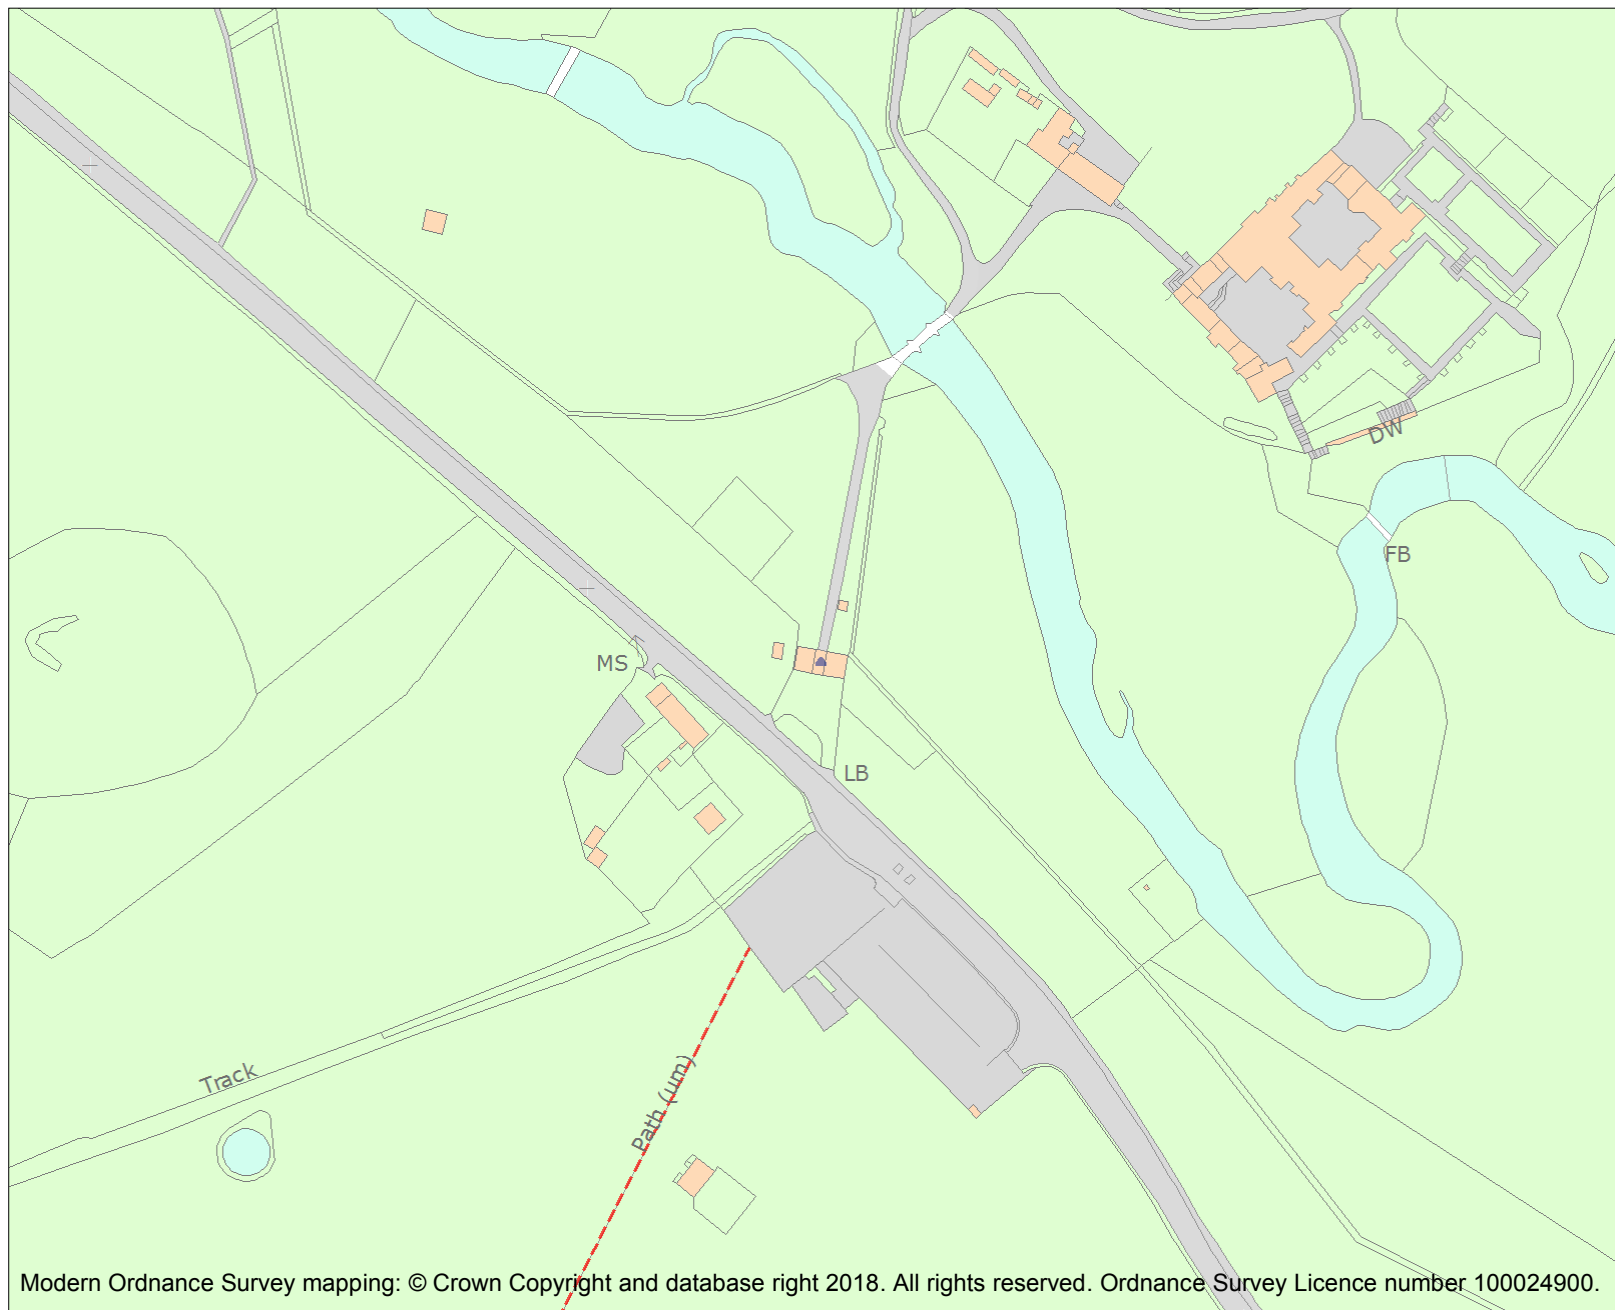 DW
FB
MS
LB
Track
Path (um)
Modern Ordnance Survey mapping: © Crown Copyright and database right 2018. All rights reserved. Ordnance Survey Licence number 100024900.